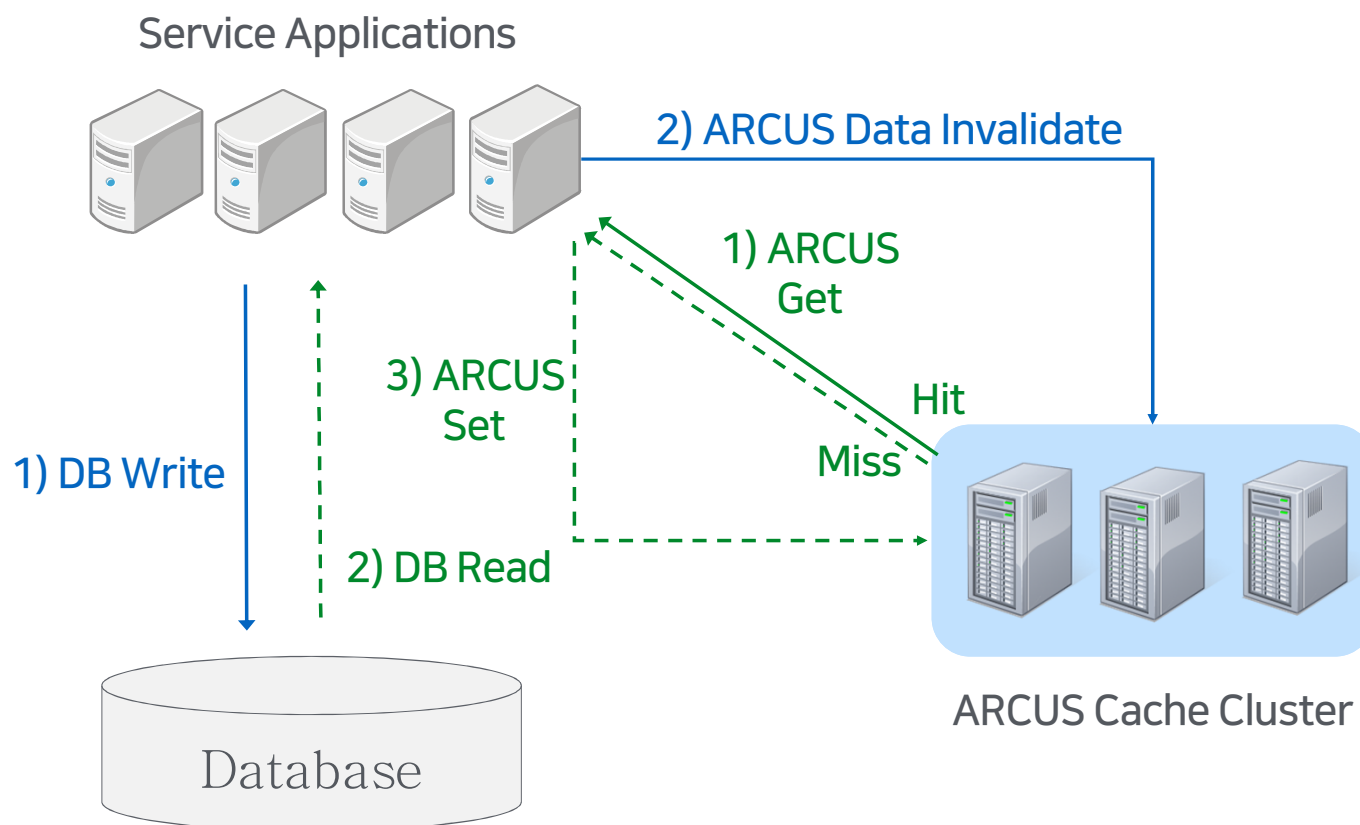 Service Applications
2) ARCUS Data Invalidate
1) ARCUS
Get
3) ARCUS
Set
Hit
Miss
1) DB Write
2) DB Read
ARCUS Cache Cluster
Database